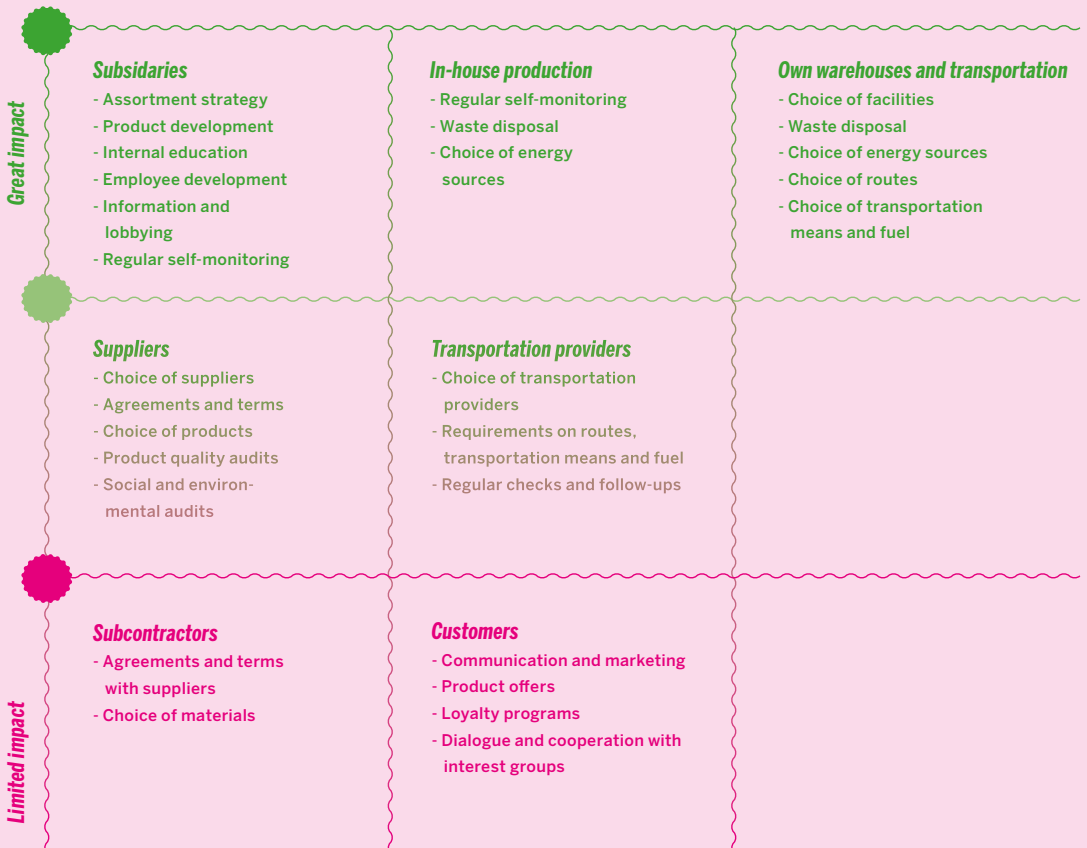 Great impact
Subsidaries
- Assortment strategy
- Product development
- Internal education
- Employee development
- Information and
lobbying
- Regular self-monitoring
In-house production
- Regular self-monitoring
- Waste disposal
- Choice of energy
sources
Own warehouses and transportation
- Choice of facilities
- Waste disposal
- Choice of energy sources
- Choice of routes
- Choice of transportation
means and fuel
Suppliers
- Choice of suppliers
- Agreements and terms
- Choice of products
- Product quality audits
- Social and environ-
mental audits
Transportation providers
- Choice of transportation
providers
- Requirements on routes,
transportation means and fuel
- Regular checks and follow-ups
Limited impact
Subcontractors
- Agreements and terms
with suppliers
- Choice of materials
Customers
- Communication and marketing
- Product offers
- Loyalty programs
- Dialogue and cooperation with
interest groups